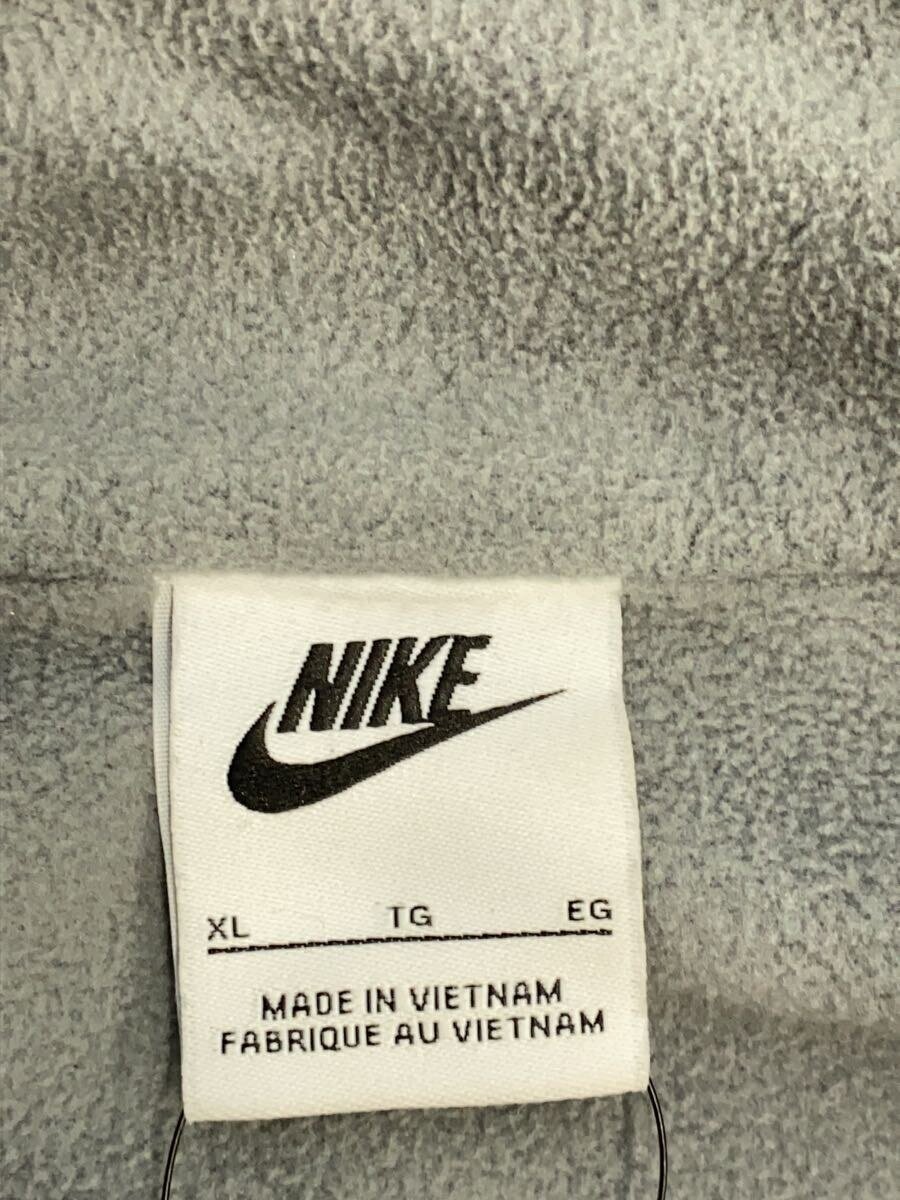 NIKE
XL TG EG
MADE IN VIETNAM
FABRIQUE AU VIETNAM